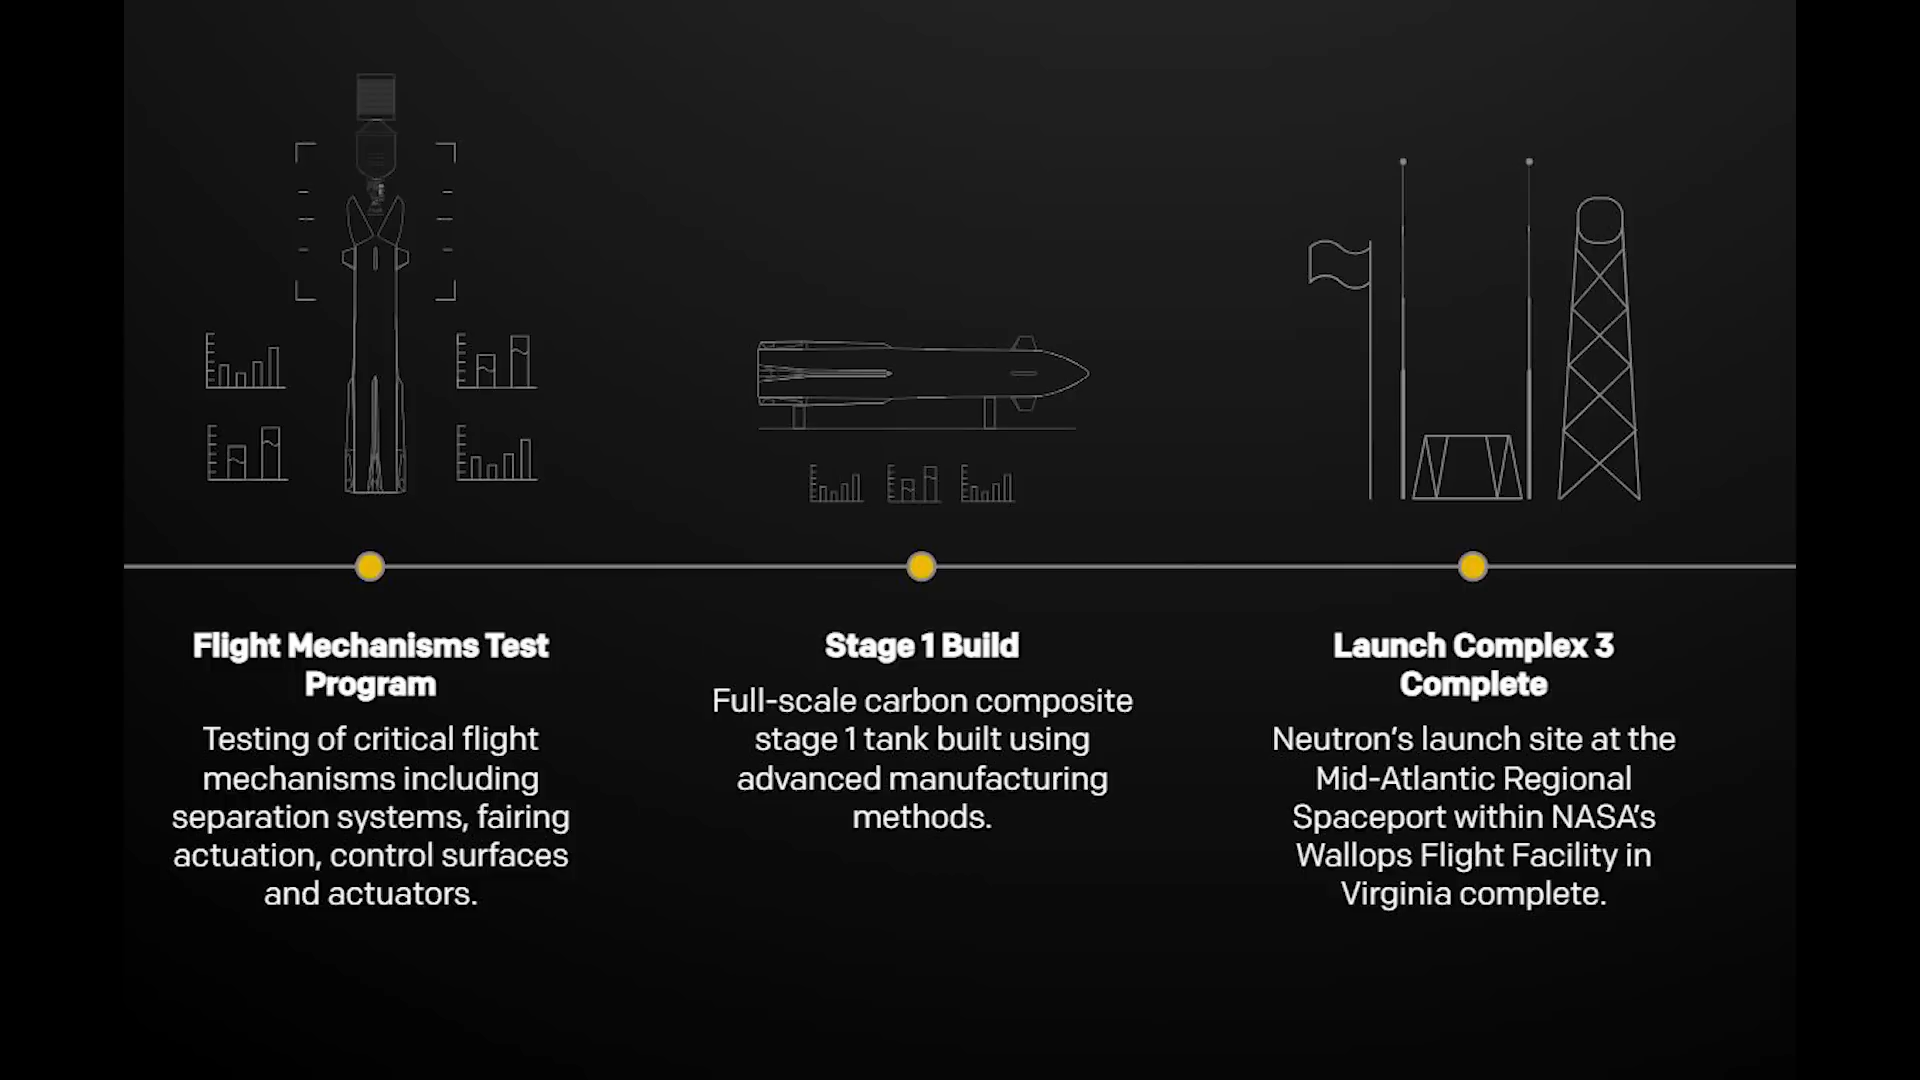 Flight Mechanisms Test
Program
Testing of critical flight
mechanisms including
separation systems, fairing
actuation, control surfaces
and actuators.
Stage 1 Build
Full-scale carbon composite
stage 1 tank built using
advanced manufacturing
methods.
Launch Complex 3
Complete
Neutron’s launch site at the
Mid-Atlantic Regional
Spaceport within NASA’s
Wallops Flight Facility in
Virginia complete.